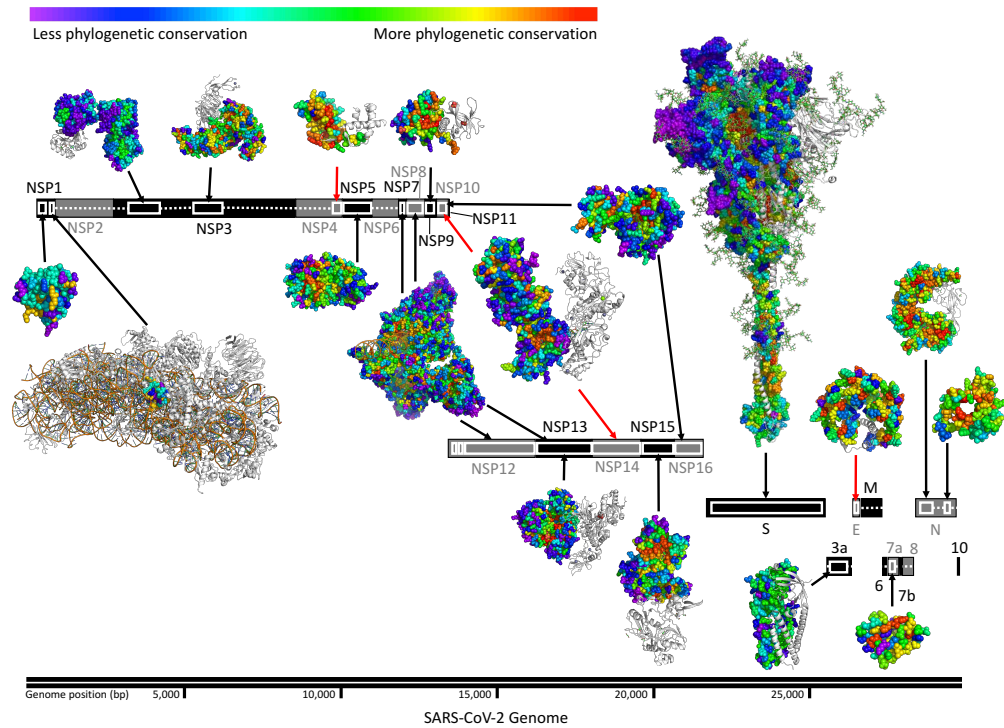 Less phylogenetic conservation
More phylogenetic conservation
NSP1
NSP2
NSP3
NSP4
NSP5
NSP6
NSP7
NSP8
NSP9
NSP10
NSP11
NSP12
NSP13
NSP14
NSP15
NSP16
S
E
M
N
3a
6
7a
7b
8
10
Genome position (bp)
5,000
10,000
15,000
20,000
25,000
SARS-CoV-2 Genome